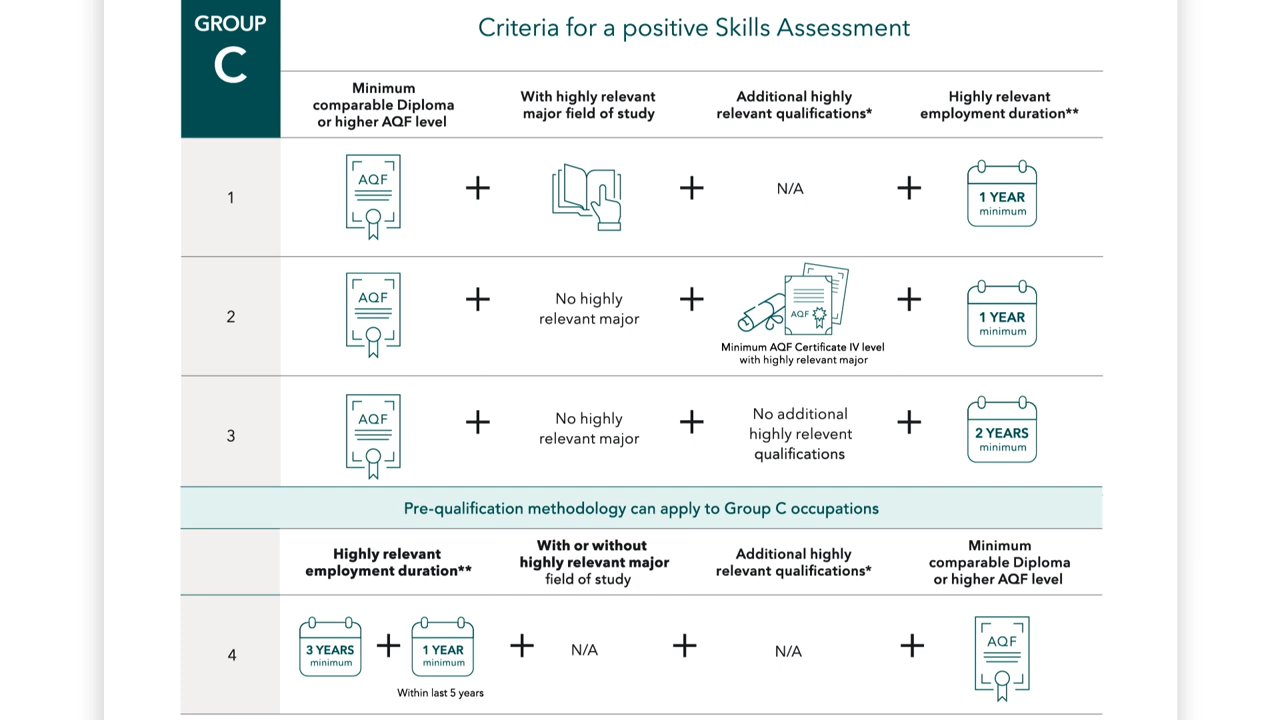 GROUP
C
Criteria for a positive Skills Assessment
Minimum
comparable Diploma
or higher AQF level
With highly relevant
major field of study
Additional highly
relevant qualifications*
Highly relevant
employment duration**
1
AQF
+
+
N/A
+
1 YEAR
minimum
2
AQF
+
No highly
relevant major
+
AQF
Minimum AQF Certificate IV level
with highly relevant major
+
1 YEAR
minimum
3
AQF
+
No highly
relevant major
+
No additional
highly relevent
qualifications
+
2 YEARS
minimum
Pre-qualification methodology can apply to Group C occupations
Highly relevant
employment duration**
With or without
highly relevant major
field of study
Additional highly
relevant qualifications*
Minimum
comparable Diploma
or higher AQF level
4
3 YEARS
minimum
+
1 YEAR
minimum
Within last 5 years
+
N/A
+
N/A
+
AQF